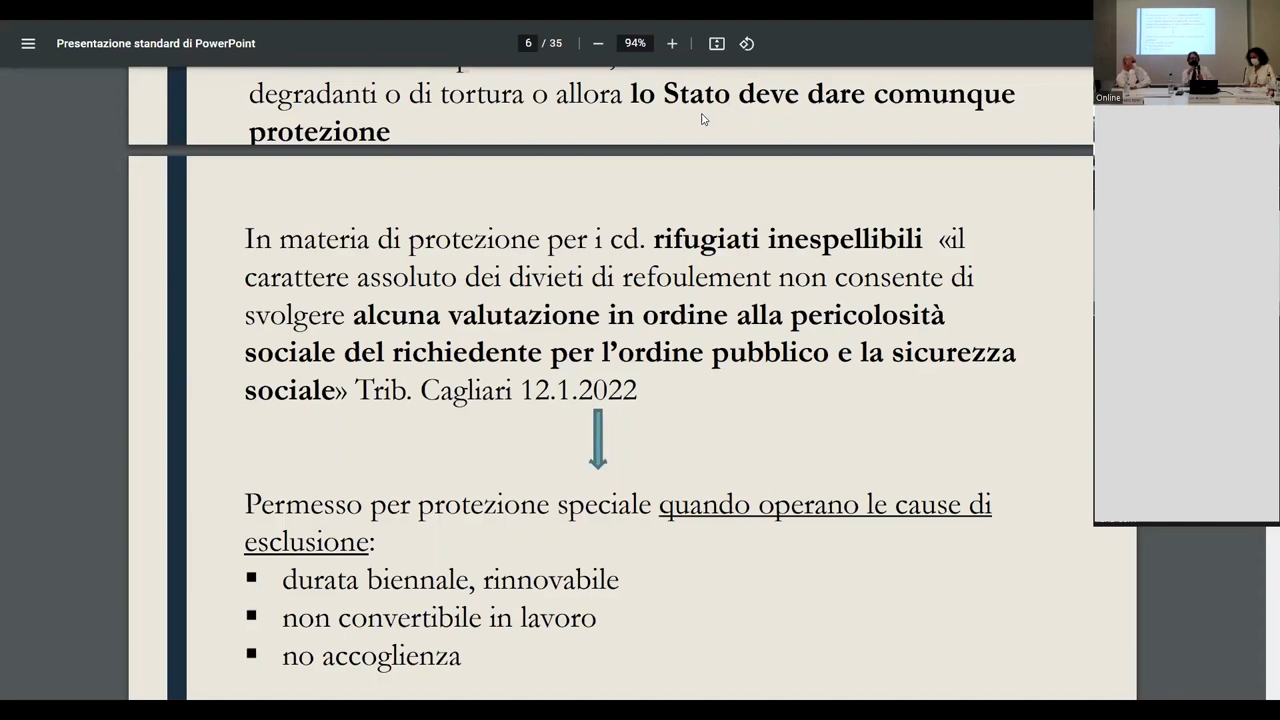 Presentazione standard di PowerPoint
6 / 35
94%
Online
degradanti o di tortura o allora lo Stato deve dare comunque
protezione
In materia di protezione per i cd. rifugiati inespellibili «il
carattere assoluto dei divieti di refoulement non consente di
svolgere alcuna valutazione in ordine alla pericolosità
sociale del richiedente per l’ordine pubblico e la sicurezza
sociale» Trib. Cagliari 12.1.2022
Permesso per protezione speciale quando operano le cause di
esclusione:
durata biennale, rinnovabile
non convertibile in lavoro
no accoglienza